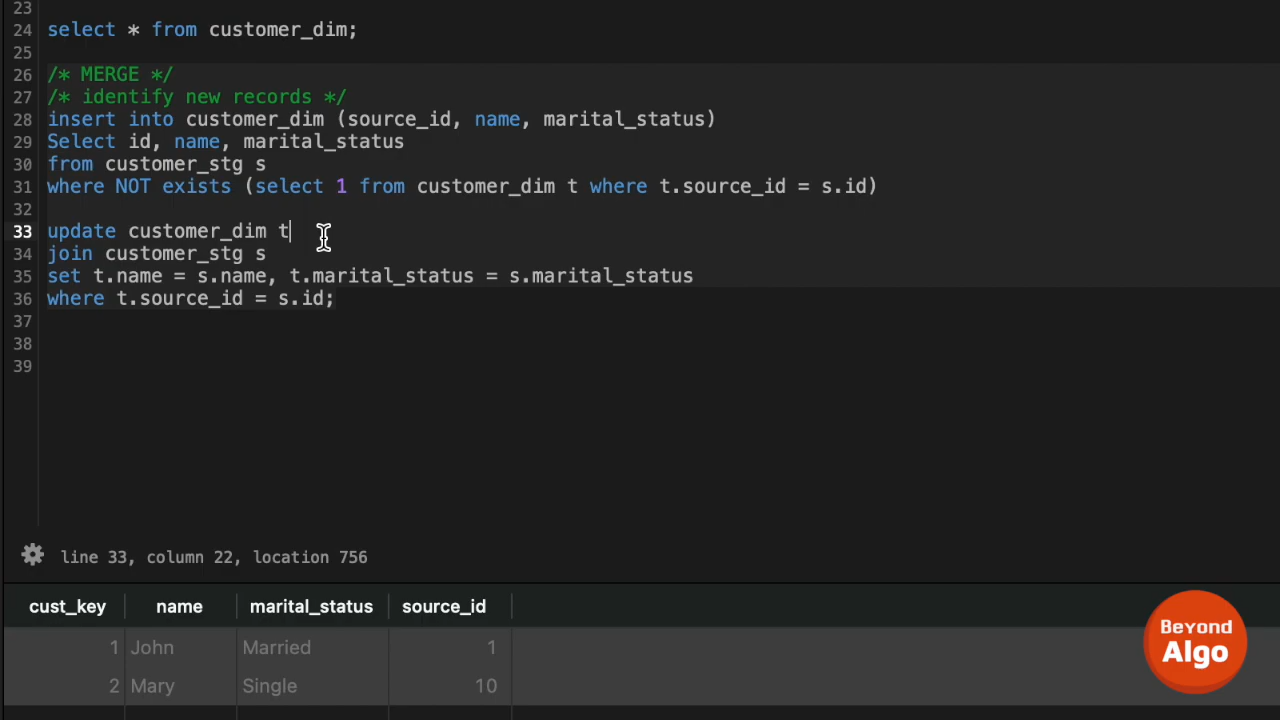 23
24 select * from customer_dim;
25
26 /* MERGE */
27 /* identify new records */
28 insert into customer_dim (source_id, name, marital_status)
29 Select id, name, marital_status
30 from customer_stg s
31 where NOT exists (select 1 from customer_dim t where t.source_id = s.id)
32
33 update customer_dim t
34 join customer_stg s
35 set t.name = s.name, t.marital_status = s.marital_status
36 where t.source_id = s.id;
37
38
39
line 33, column 22, location 756
cust_key name marital_status source_id
1 John Married 1
2 Mary Single 10
Beyond
Algo